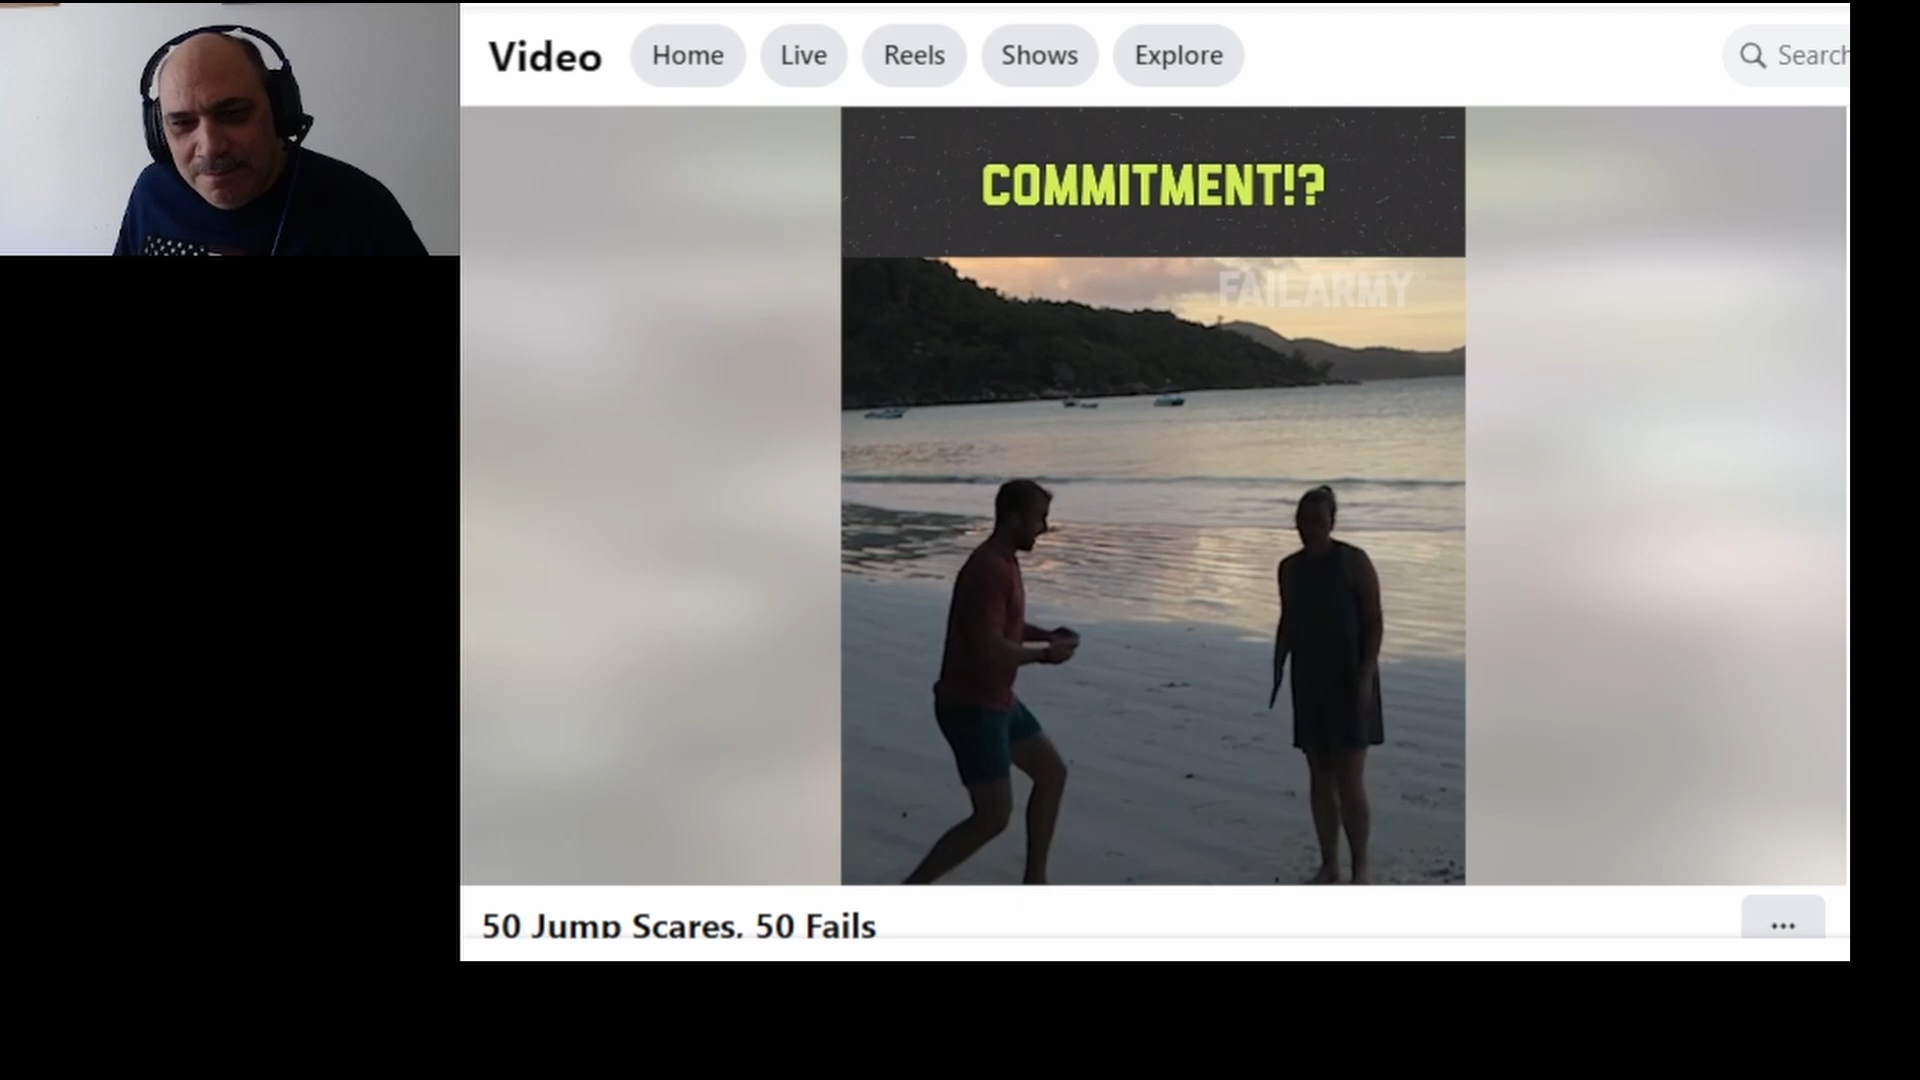 Video
Home
Live
Reels
Shows
Explore
Search
COMMITMENT!?
FAILARMY
50 Jump Scares, 50 Fails
...